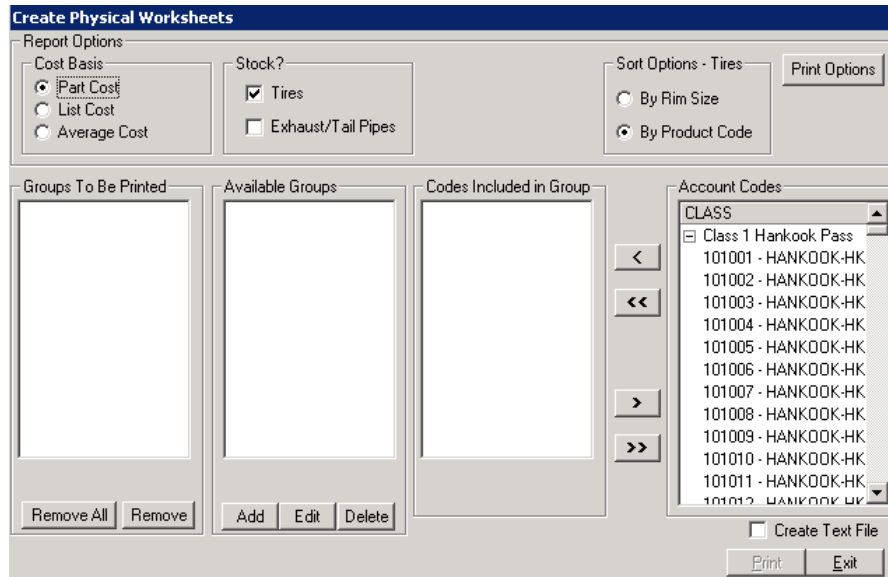 Create Physical Worksheets
Report Options
Cost Basis
Part Cost
List Cost
Average Cost
Stock?
Tires
Exhaust/Tail Pipes
Sort Options - Tires
By Rim Size
By Product Code
Print Options
Groups To Be Printed
Remove All
Remove
Available Groups
Add
Edit
Delete
Codes Included in Group
<
<<
>
>>
Account Codes
CLASS
Class 1 Hankook Pass
101001 - HANKOOK-HK
101002 - HANKOOK-HK
101003 - HANKOOK-HK
101004 - HANKOOK-HK
101005 - HANKOOK-HK
101006 - HANKOOK-HK
101007 - HANKOOK-HK
101008 - HANKOOK-HK
101009 - HANKOOK-HK
101010 - HANKOOK-HK
101011 - HANKOOK-HK
101012 - HANKOOK-HK
Create Text File
Print
Exit